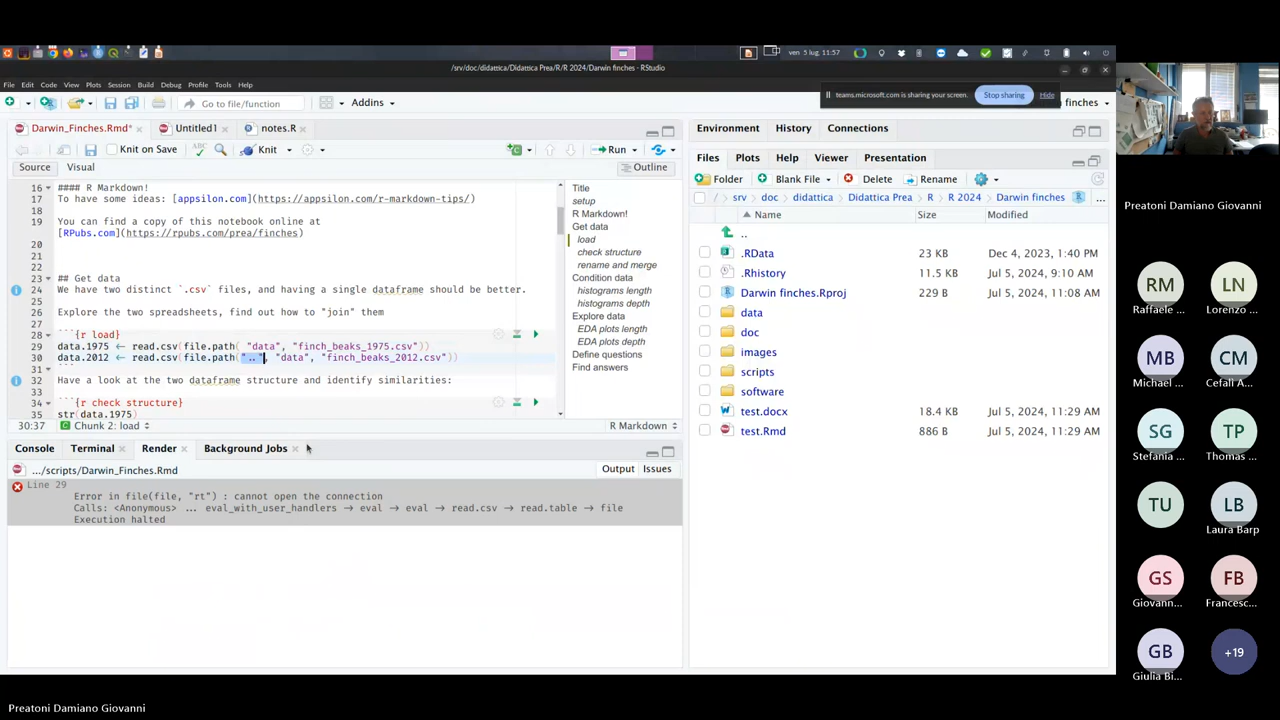 ven 5 lug, 11:57
/srv/doc/didattica/Didattica Prea/R/R 2024/Darwin finches - RStudio
File Edit Code View Plots Session Build Debug Profile Tools Help
Go to file/function
Addins
teams.microsoft.com is sharing your screen.
Stop sharing
Hide
finches
Darwin_Finches.Rmd*
Untitled1
notes.R
Knit on Save
ABC
Knit
Run
Source
Visual
Outline
16 #### R Markdown!
17 To have some ideas: [appsilon.com](https://appsilon.com/r-markdown-tips/)
18
19 You can find a copy of this notebook online at
[RPubs.com](https://rpubs.com/prea/finches)
20
21
22
23 ## Get data
24 We have two distinct `.csv` files, and having a single dataframe should be better.
25
26 Explore the two spreadsheets, find out how to "join" them
27
28 ```{r load}
29 data.1975 ← read.csv(file.path( "data", "finch_beaks_1975.csv"))
30 data.2012 ← read.csv(file.path("..", "data", "finch_beaks_2012.csv"))
31 ```
32 Have a look at the two dataframe structure and identify similarities:
33
34 ```{r check structure}
35 str(data.1975)
30:37
Chunk 2: load
R Markdown
Title
setup
R Markdown!
Get data
load
check structure
rename and merge
Condition data
histograms length
histograms depth
Explore data
EDA plots length
EDA plots depth
Define questions
Find answers
Console
Terminal
Render
Background Jobs
.../scripts/Darwin_Finches.Rmd
Output
Issues
Line 29
Error in file(file, "rt") : cannot open the connection
Calls: <Anonymous> ... eval_with_user_handlers → eval → eval → read.csv → read.table → file
Execution halted
Environment
History
Connections
Files
Plots
Help
Viewer
Presentation
Folder
Blank File
Delete
Rename
/ srv doc didattica Didattica Prea R R 2024 Darwin finches
...
Name Size Modified
..
.RData 23 KB Dec 4, 2023, 1:40 PM
.Rhistory 11.5 KB Jul 5, 2024, 9:10 AM
Darwin finches.Rproj 229 B Jul 5, 2024, 11:08 AM
data
doc
images
scripts
software
test.docx 18.4 KB Jul 5, 2024, 11:29 AM
test.Rmd 886 B Jul 5, 2024, 11:29 AM
Preatoni Damiano Giovanni
RM
Raffaele ...
LN
Lorenzo ...
MB
Michael ...
CM
Cefalì A...
SG
Stefania ...
TP
Thomas ...
TU
LB
Laura Barp
GS
Giovann...
FB
Francesc...
GB
Giulia Bi...
+19
Preatoni Damiano Giovanni